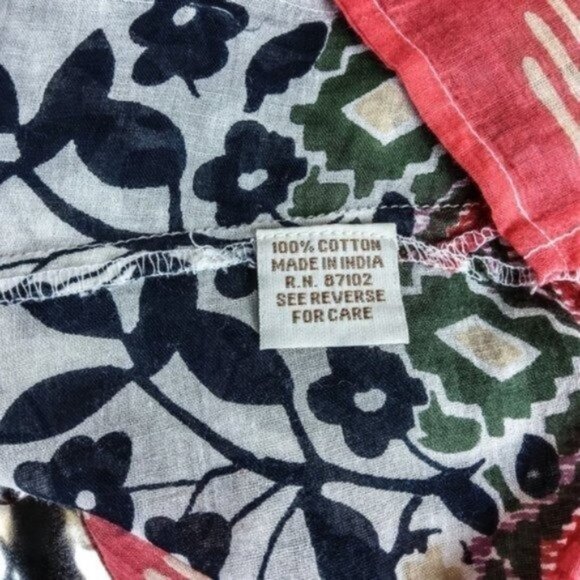 100% COTTON
MADE IN INDIA
R.N. 87102
SEE REVERSE
FOR CARE